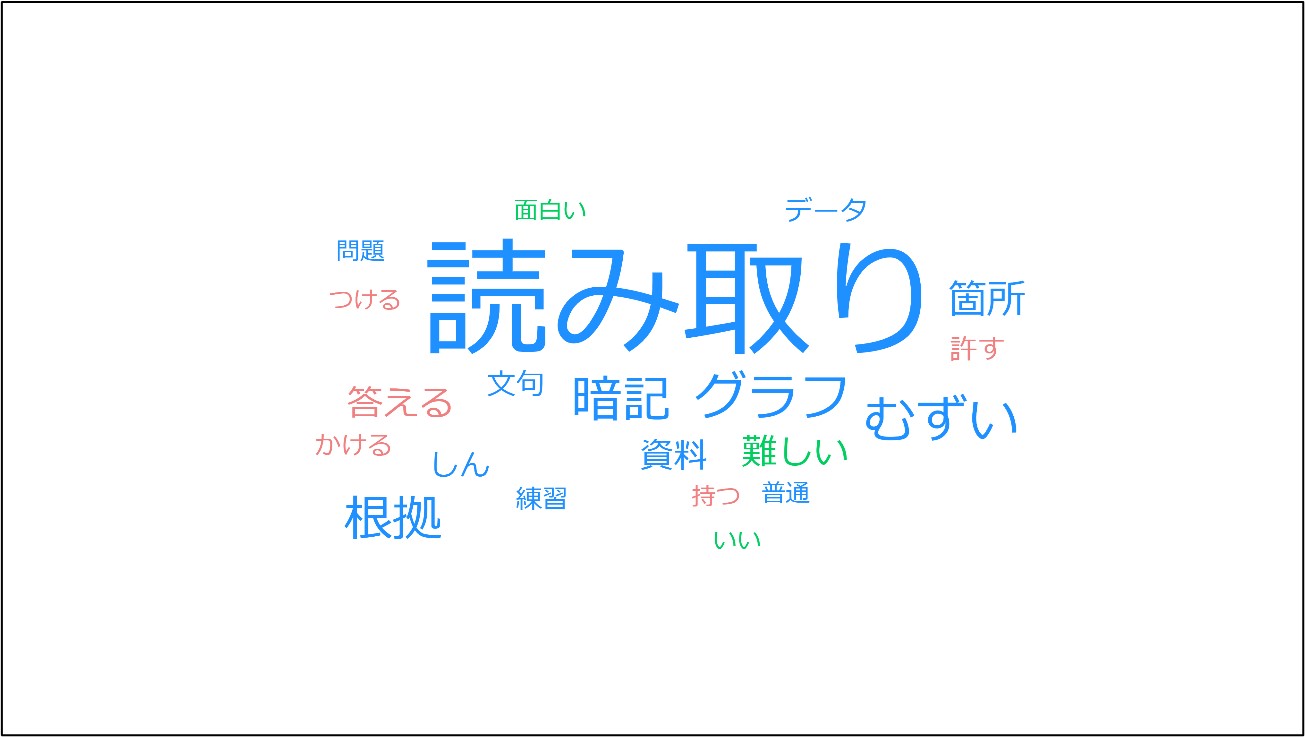 面白い
データ
問題
読み取り
つける
箇所
許す
文句
暗記
グラフ
答える
むずい
かける
しん
資料
難しい
根拠
練習
持つ
普通
いい